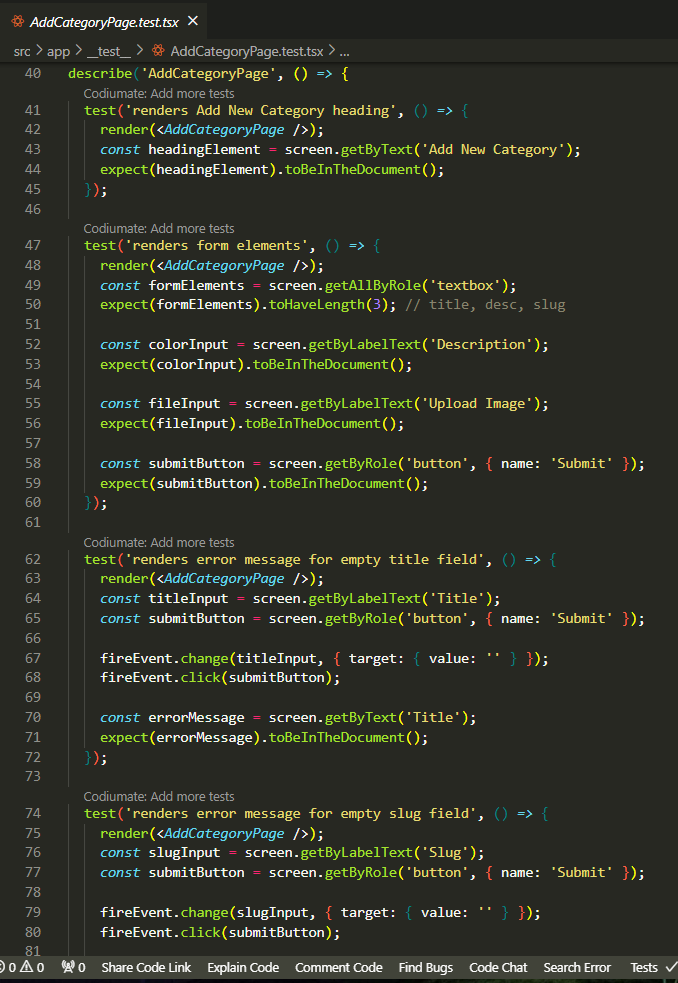 AddCategoryPage.test.tsx ×
src > app > __test__ > AddCategoryPage.test.tsx > ...
40 describe('AddCategoryPage', () => {
Codiumate: Add more tests
41 test('renders Add New Category heading', () => {
42 render(<AddCategoryPage />);
43 const headingElement = screen.getByText('Add New Category');
44 expect(headingElement).toBeInTheDocument();
45 });
46
Codiumate: Add more tests
47 test('renders form elements', () => {
48 render(<AddCategoryPage />);
49 const formElements = screen.getAllByRole('textbox');
50 expect(formElements).toHaveLength(3); // title, desc, slug
51
52 const colorInput = screen.getByLabelText('Description');
53 expect(colorInput).toBeInTheDocument();
54
55 const fileInput = screen.getByLabelText('Upload Image');
56 expect(fileInput).toBeInTheDocument();
57
58 const submitButton = screen.getByRole('button', { name: 'Submit' });
59 expect(submitButton).toBeInTheDocument();
60 });
61
Codiumate: Add more tests
62 test('renders error message for empty title field', () => {
63 render(<AddCategoryPage />);
64 const titleInput = screen.getByLabelText('Title');
65 const submitButton = screen.getByRole('button', { name: 'Submit' });
66
67 fireEvent.change(titleInput, { target: { value: '' } });
68 fireEvent.click(submitButton);
69
70 const errorMessage = screen.getByText('Title');
71 expect(errorMessage).toBeInTheDocument();
72 });
73
Codiumate: Add more tests
74 test('renders error message for empty slug field', () => {
75 render(<AddCategoryPage />);
76 const slugInput = screen.getByLabelText('Slug');
77 const submitButton = screen.getByRole('button', { name: 'Submit' });
78
79 fireEvent.change(slugInput, { target: { value: '' } });
80 fireEvent.click(submitButton);
81
0 0 0 Share Code Link Explain Code Comment Code Find Bugs Code Chat Search Error Tests